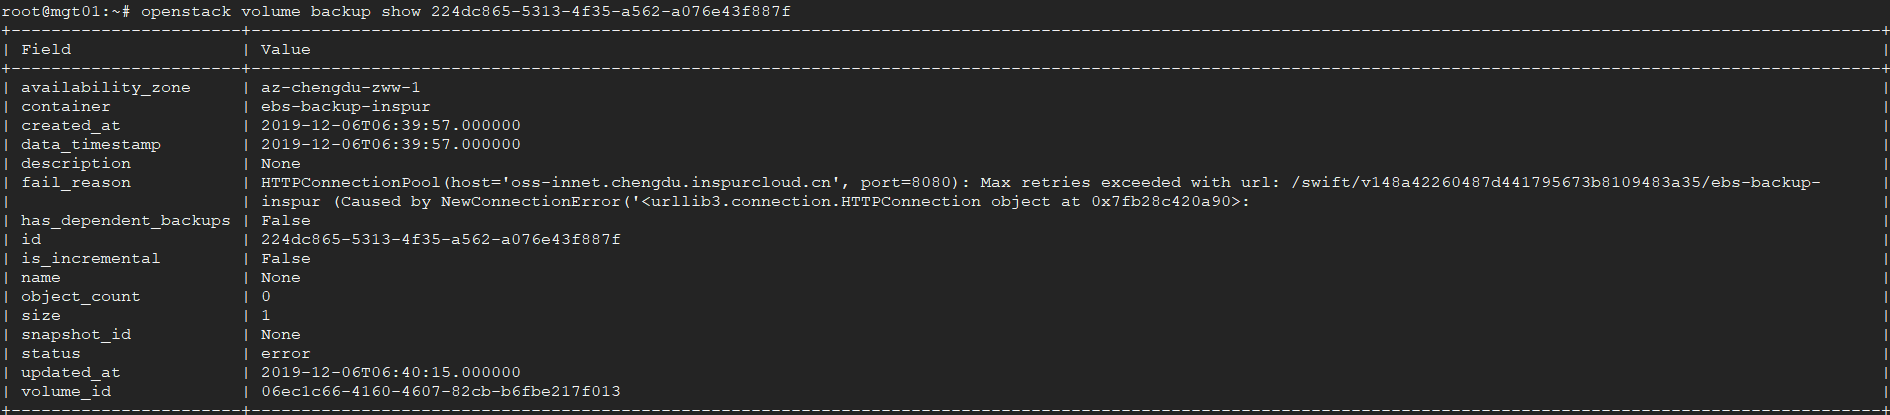 root@mgt01:~# openstack volume backup show 224dc865-5313-4f35-a562-a076e43f887f
| Field | Value |
| availability_zone | az-chengdu-zww-1 |
| container | ebs-backup-inspur |
| created_at | 2019-12-06T06:39:57.000000 |
| data_timestamp | 2019-12-06T06:39:57.000000 |
| description | None |
| fail_reason | HTTPConnectionPool(host='oss-innet.chengdu.inspurcloud.cn', port=8080): Max retries exceeded with url: /swift/v148a42260487d441795673b8109483a35/ebs-backup- |
| | inspur (Caused by NewConnectionError('<urllib3.connection.HTTPConnection object at 0x7fb28c420a90>: |
| has_dependent_backups | False |
| id | 224dc865-5313-4f35-a562-a076e43f887f |
| is_incremental | False |
| name | None |
| object_count | 0 |
| size | 1 |
| snapshot_id | None |
| status | error |
| updated_at | 2019-12-06T06:40:15.000000 |
| volume_id | 06ec1c66-4160-4607-82cb-b6fbe217f013 |